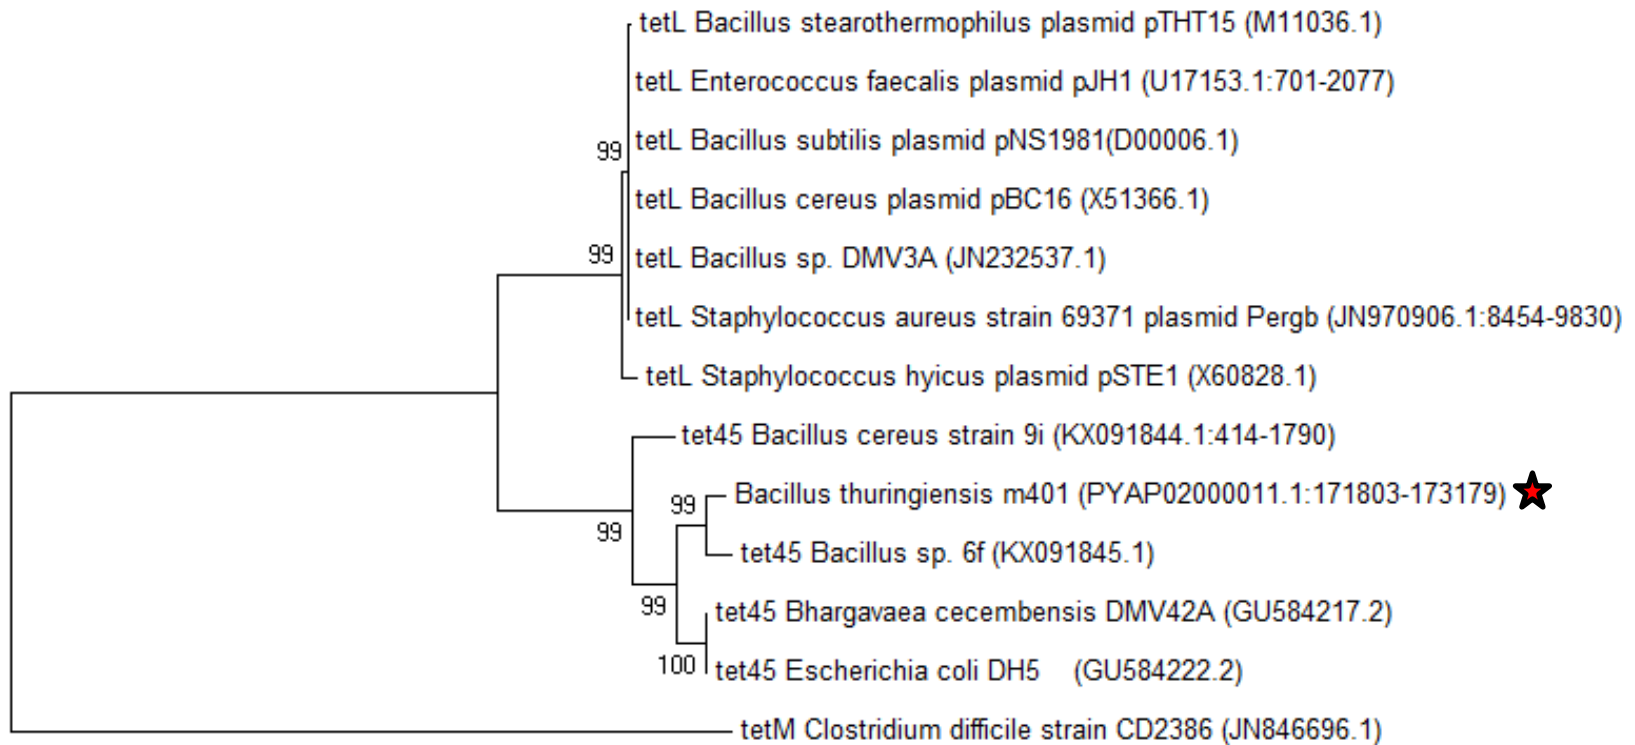 tetL Bacillus stearothermophilus plasmid pTHT15 (M11036.1)
tetL Enterococcus faecalis plasmid pJH1 (U17153.1:701-2077)
99
tetL Bacillus subtilis plasmid pNS1981(D00006.1)
tetL Bacillus cereus plasmid pBC16 (X51366.1)
99
tetL Bacillus sp. DMV3A (JN232537.1)
tetL Staphylococcus aureus strain 69371 plasmid Pergb (JN970906.1:8454-9830)
tetL Staphylococcus hyicus plasmid pSTE1 (X60828.1)
tet45 Bacillus cereus strain 9i (KX091844.1:414-1790)
99
Bacillus thuringiensis m401 (PYAP02000011.1:171803-173179)
99
tet45 Bacillus sp. 6f (KX091845.1)
99
tet45 Bhargavaea cecembensis DMV42A (GU584217.2)
100
tet45 Escherichia coli DH5 (GU584222.2)
tetM Clostridium difficile strain CD2386 (JN846696.1)